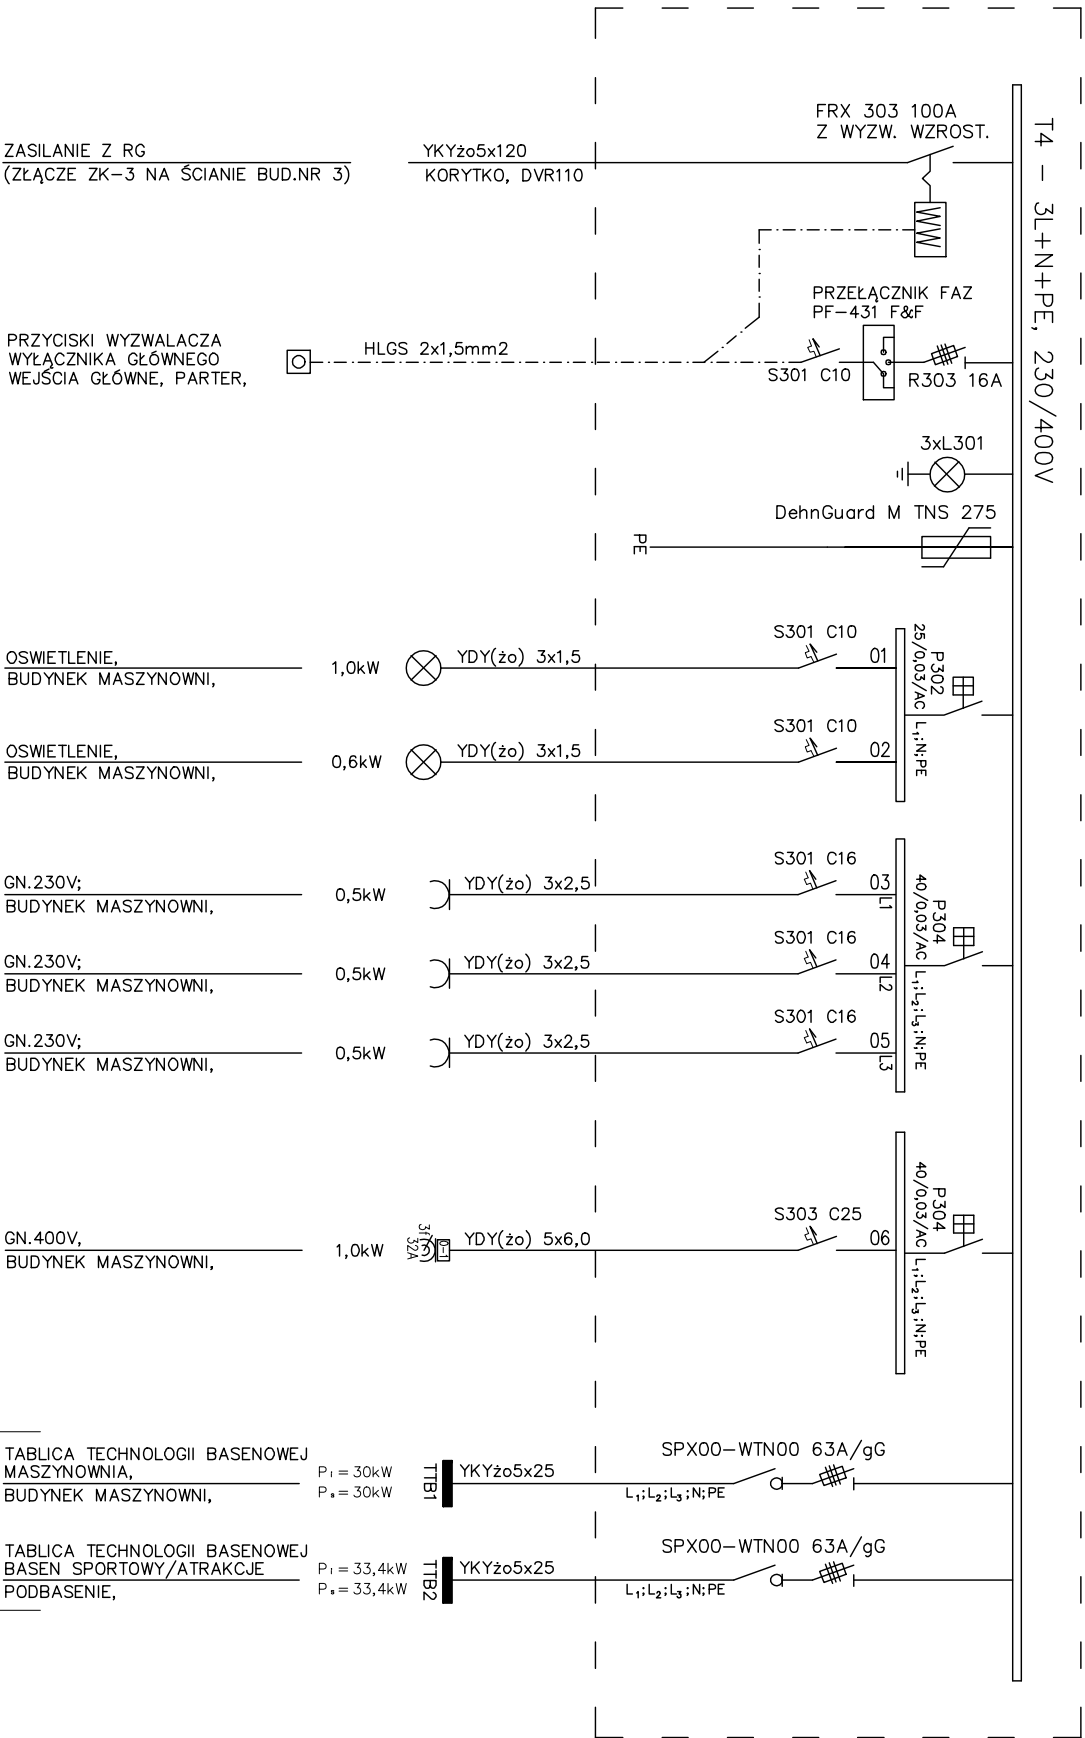 FRX 303 100A
Z WYZW. WZROST.
T4 - 3L+N+PE, 230/400V
ZASILANIE Z RG
(ZŁĄCZE ZK-3 NA ŚCIANIE BUD.NR 3)
YKYżo5x120
KORYTKO, DVR110
PRZEŁĄCZNIK FAZ
PF-431 F&F
PRZYCISKI WYZWALACZA
WYŁĄCZNIKA GŁÓWNEGO
WEJŚCIA GŁÓWNE, PARTER,
HLGS 2x1,5mm2
S301 C10
R303 16A
3xL301
DehnGuard M TNS 275
PE
OSWIETLENIE,
BUDYNEK MASZYNOWNI,
1,0kW
YDY(żo) 3x1,5
S301 C10
01
P302
25/0,03/AC L₁;N;PE
OSWIETLENIE,
BUDYNEK MASZYNOWNI,
0,6kW
YDY(żo) 3x1,5
S301 C10
02
GN.230V;
BUDYNEK MASZYNOWNI,
0,5kW
YDY(żo) 3x2,5
S301 C16
03
L1
P304
40/0,03/AC L₁;L₂;L₃;N;PE
GN.230V;
BUDYNEK MASZYNOWNI,
0,5kW
YDY(żo) 3x2,5
S301 C16
04
L2
GN.230V;
BUDYNEK MASZYNOWNI,
0,5kW
YDY(żo) 3x2,5
S301 C16
05
L3
GN.400V,
BUDYNEK MASZYNOWNI,
1,0kW
3f
32A
0-1
YDY(żo) 5x6,0
S303 C25
06
P304
40/0,03/AC L₁;L₂;L₃;N;PE
TABLICA TECHNOLOGII BASENOWEJ
MASZYNOWNIA,
BUDYNEK MASZYNOWNI,
Pᵢ = 30kW
Pₛ = 30kW
TTB1
YKYżo5x25
L₁;L₂;L₃;N;PE
SPX00-WTN00 63A/gG
TABLICA TECHNOLOGII BASENOWEJ
BASEN SPORTOWY/ATRAKCJE
PODBASENIE,
Pᵢ = 33,4kW
Pₛ = 33,4kW
TTB2
YKYżo5x25
L₁;L₂;L₃;N;PE
SPX00-WTN00 63A/gG